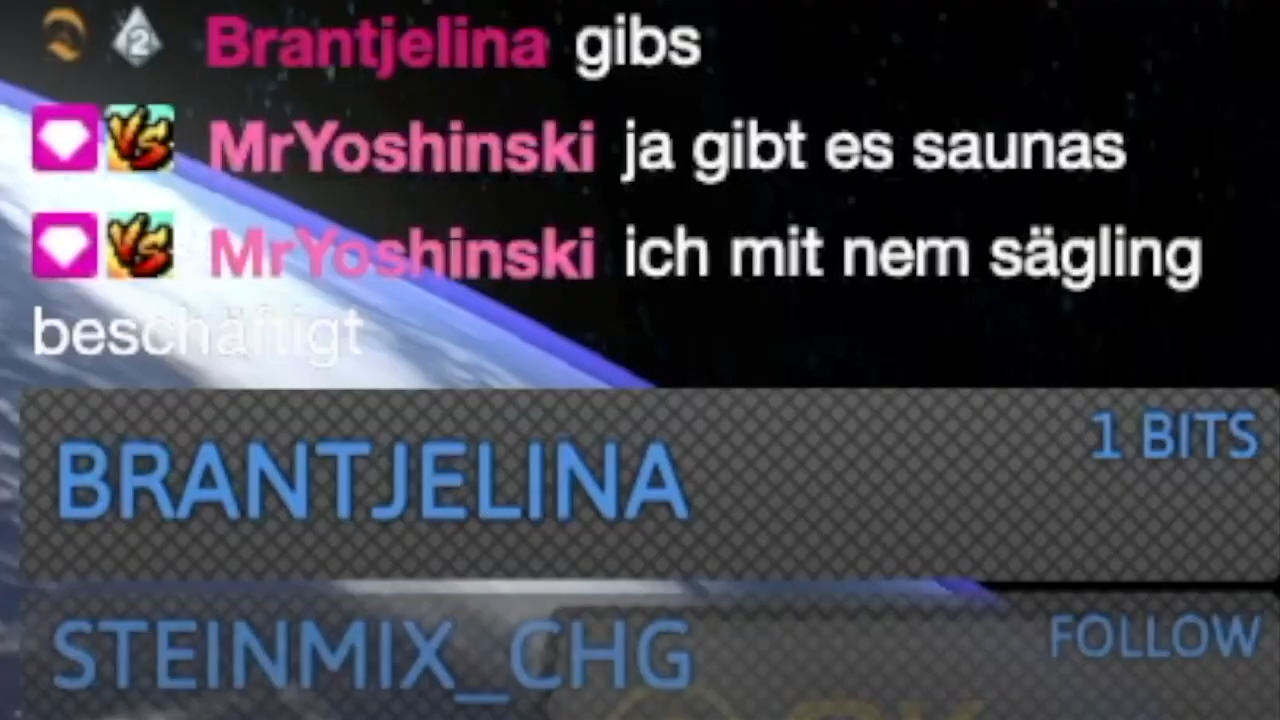 Brantjelina gibs
MrYoshinski ja gibt es saunas
MrYoshinski ich mit nem sägling
beschäftigt
BRANTJELINA
1 BITS
STEINMIX_CHG
FOLLOW